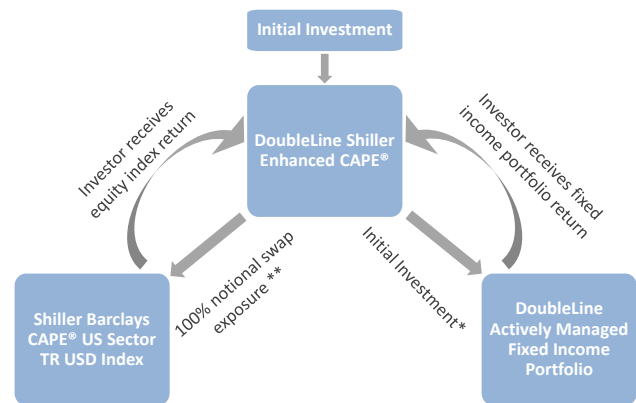 Initial Investment
DoubleLine Shiller
Enhanced CAPE®
Investor receives
equity index return
Investor receives fixed
income portfolio return
100% notional swap
exposure **
Initial Investment*
Shiller Barclays
CAPE® US Sector
TR USD Index
DoubleLine
Actively Managed
Fixed Income
Portfolio